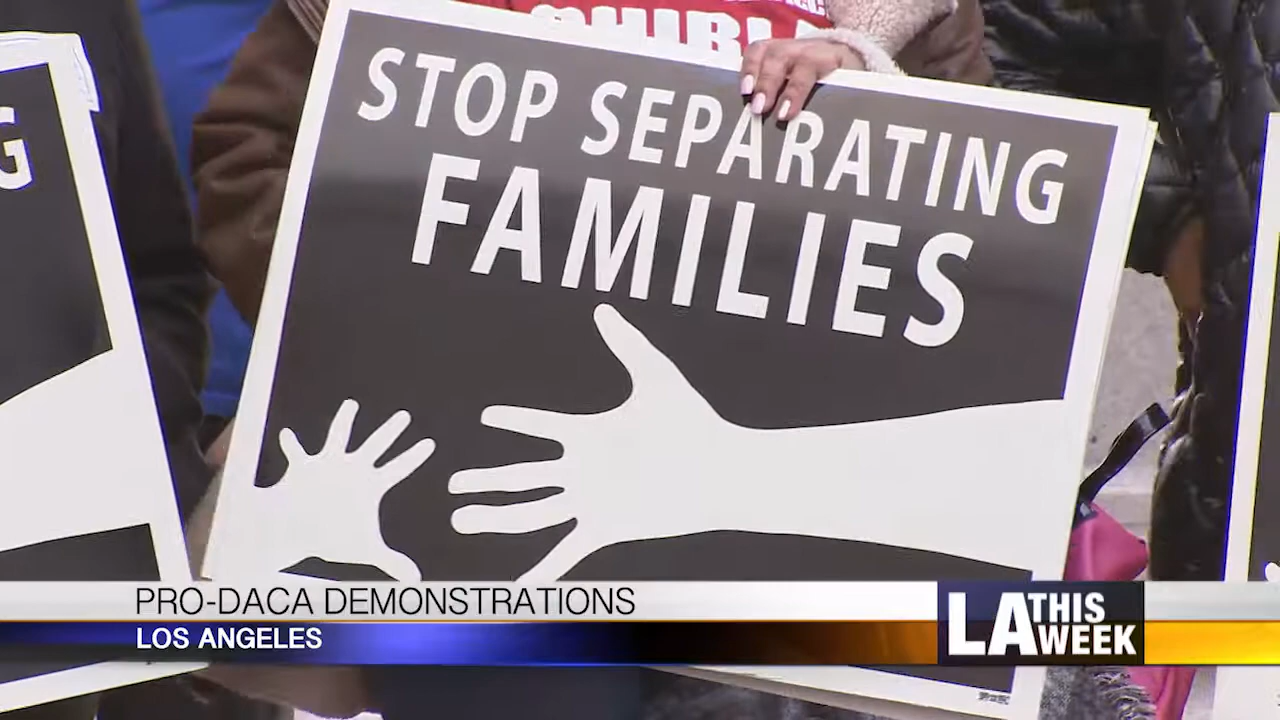 STOP SEPARATING
FAMILIES
G
PRO-DACA DEMONSTRATIONS
LOS ANGELES
LA THIS WEEK